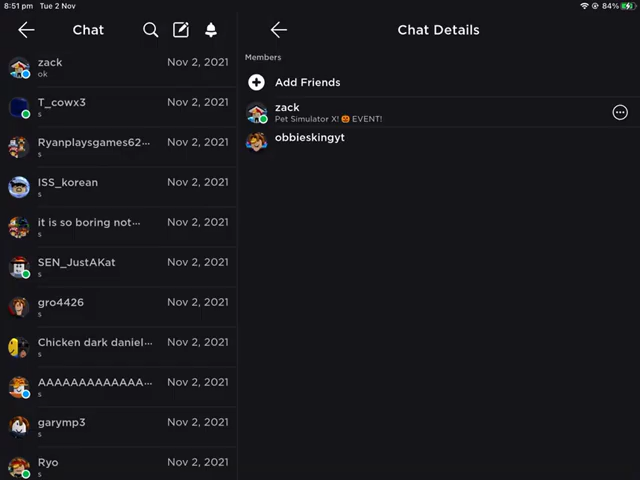 8:51 pm Tue 2 Nov 84%
Chat
zack Nov 2, 2021
ok
T_cowx3 Nov 2, 2021
s
Ryanplaysgames62... Nov 2, 2021
s
ISS_korean Nov 2, 2021
s
it is so boring not... Nov 2, 2021
s
SEN_JustAKat Nov 2, 2021
s
gro4426 Nov 2, 2021
s
Chicken dark daniel... Nov 2, 2021
s
AAAAAAAAAAAAA... Nov 2, 2021
s
garymp3 Nov 2, 2021
s
Ryo Nov 2, 2021
s
Chat Details
Members
Add Friends
zack
Pet Simulator X! 🎃 EVENT!
obbieskingyt